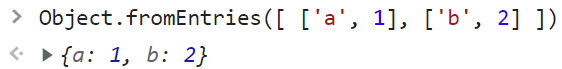 > Object.fromEntries([ ['a', 1], ['b', 2] ])
<· ▶ {a: 1, b: 2}